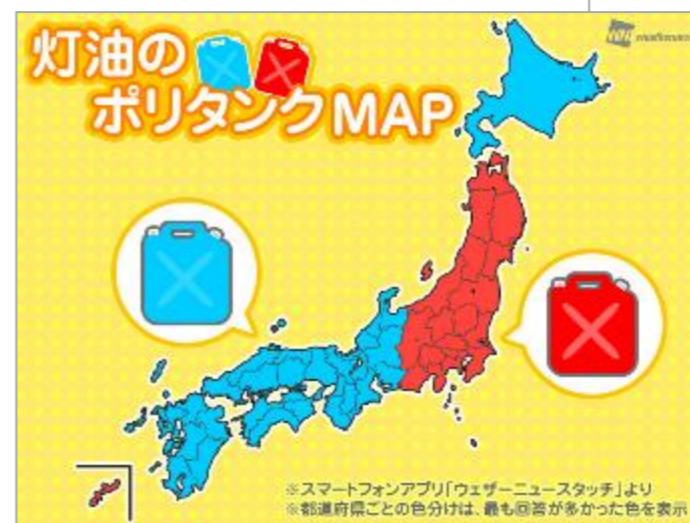 灯油の
ポリタンクMAP
※スマートフォンアプリ「ウェザーニュースタッチ」より
※都道府県ごとの色分けは、最も回答が多かった色を表示